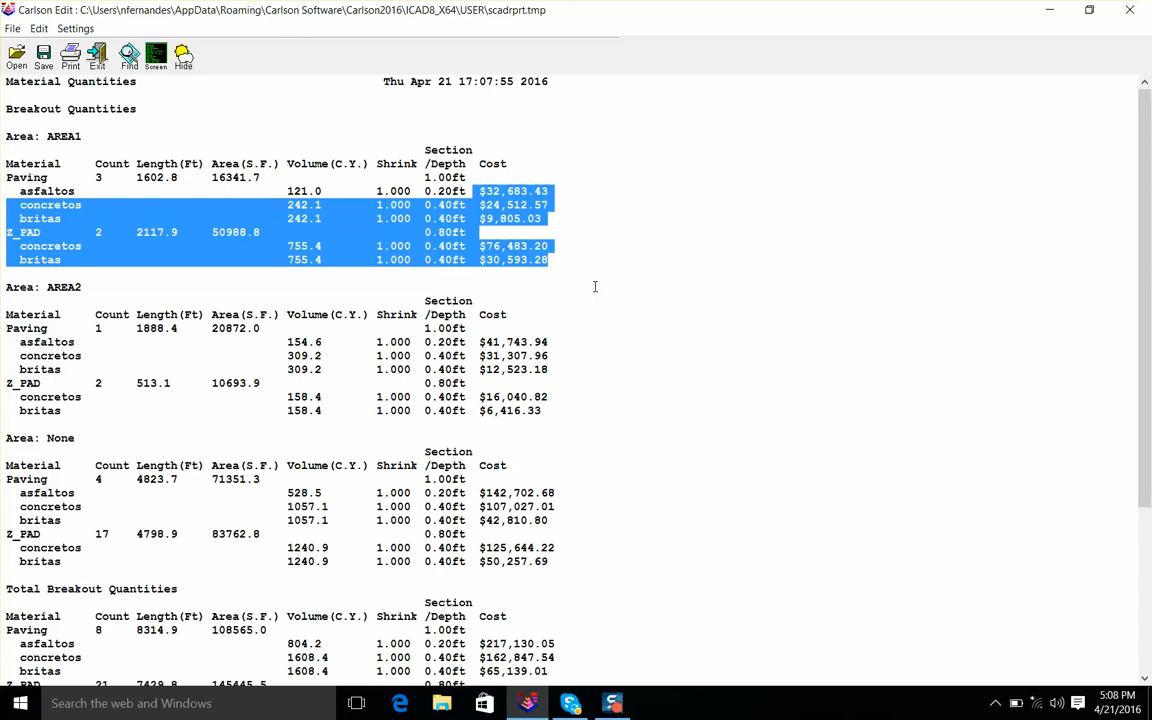 Carlson Edit : C:\Users\nfernandes\AppData\Roaming\Carlson Software\Carlson2016\ICAD8_X64\USER\scadrprt.tmp
File Edit Settings
Open Save Print Exit Find Screen Hide
Material Quantities Thu Apr 21 17:07:55 2016
Breakout Quantities
Area: AREA1
Section
Material Count Length(Ft) Area(S.F.) Volume(C.Y.) Shrink /Depth Cost
Paving 3 1602.8 16341.7 1.00ft
asfaltos 121.0 1.000 0.20ft $32,683.43
concretos 242.1 1.000 0.40ft $24,512.57
britas 242.1 1.000 0.40ft $9,805.03
Z_PAD 2 2117.9 50988.8 0.80ft
concretos 755.4 1.000 0.40ft $76,483.20
britas 755.4 1.000 0.40ft $30,593.28
Area: AREA2
Section
Material Count Length(Ft) Area(S.F.) Volume(C.Y.) Shrink /Depth Cost
Paving 1 1888.4 20872.0 1.00ft
asfaltos 154.6 1.000 0.20ft $41,743.94
concretos 309.2 1.000 0.40ft $31,307.96
britas 309.2 1.000 0.40ft $12,523.18
Z_PAD 2 513.1 10693.9 0.80ft
concretos 158.4 1.000 0.40ft $16,040.82
britas 158.4 1.000 0.40ft $6,416.33
Area: None
Section
Material Count Length(Ft) Area(S.F.) Volume(C.Y.) Shrink /Depth Cost
Paving 4 4823.7 71351.3 1.00ft
asfaltos 528.5 1.000 0.20ft $142,702.68
concretos 1057.1 1.000 0.40ft $107,027.01
britas 1057.1 1.000 0.40ft $42,810.80
Z_PAD 17 4798.9 83762.8 0.80ft
concretos 1240.9 1.000 0.40ft $125,644.22
britas 1240.9 1.000 0.40ft $50,257.69
Total Breakout Quantities
Section
Material Count Length(Ft) Area(S.F.) Volume(C.Y.) Shrink /Depth Cost
Paving 8 8314.9 108565.0 1.00ft
asfaltos 804.2 1.000 0.20ft $217,130.05
concretos 1608.4 1.000 0.40ft $162,847.54
britas 1608.4 1.000 0.40ft $65,139.01
Z_PAD 21 7429.8 145445.5 0.80ft
Search the web and Windows
5:08 PM
4/21/2016